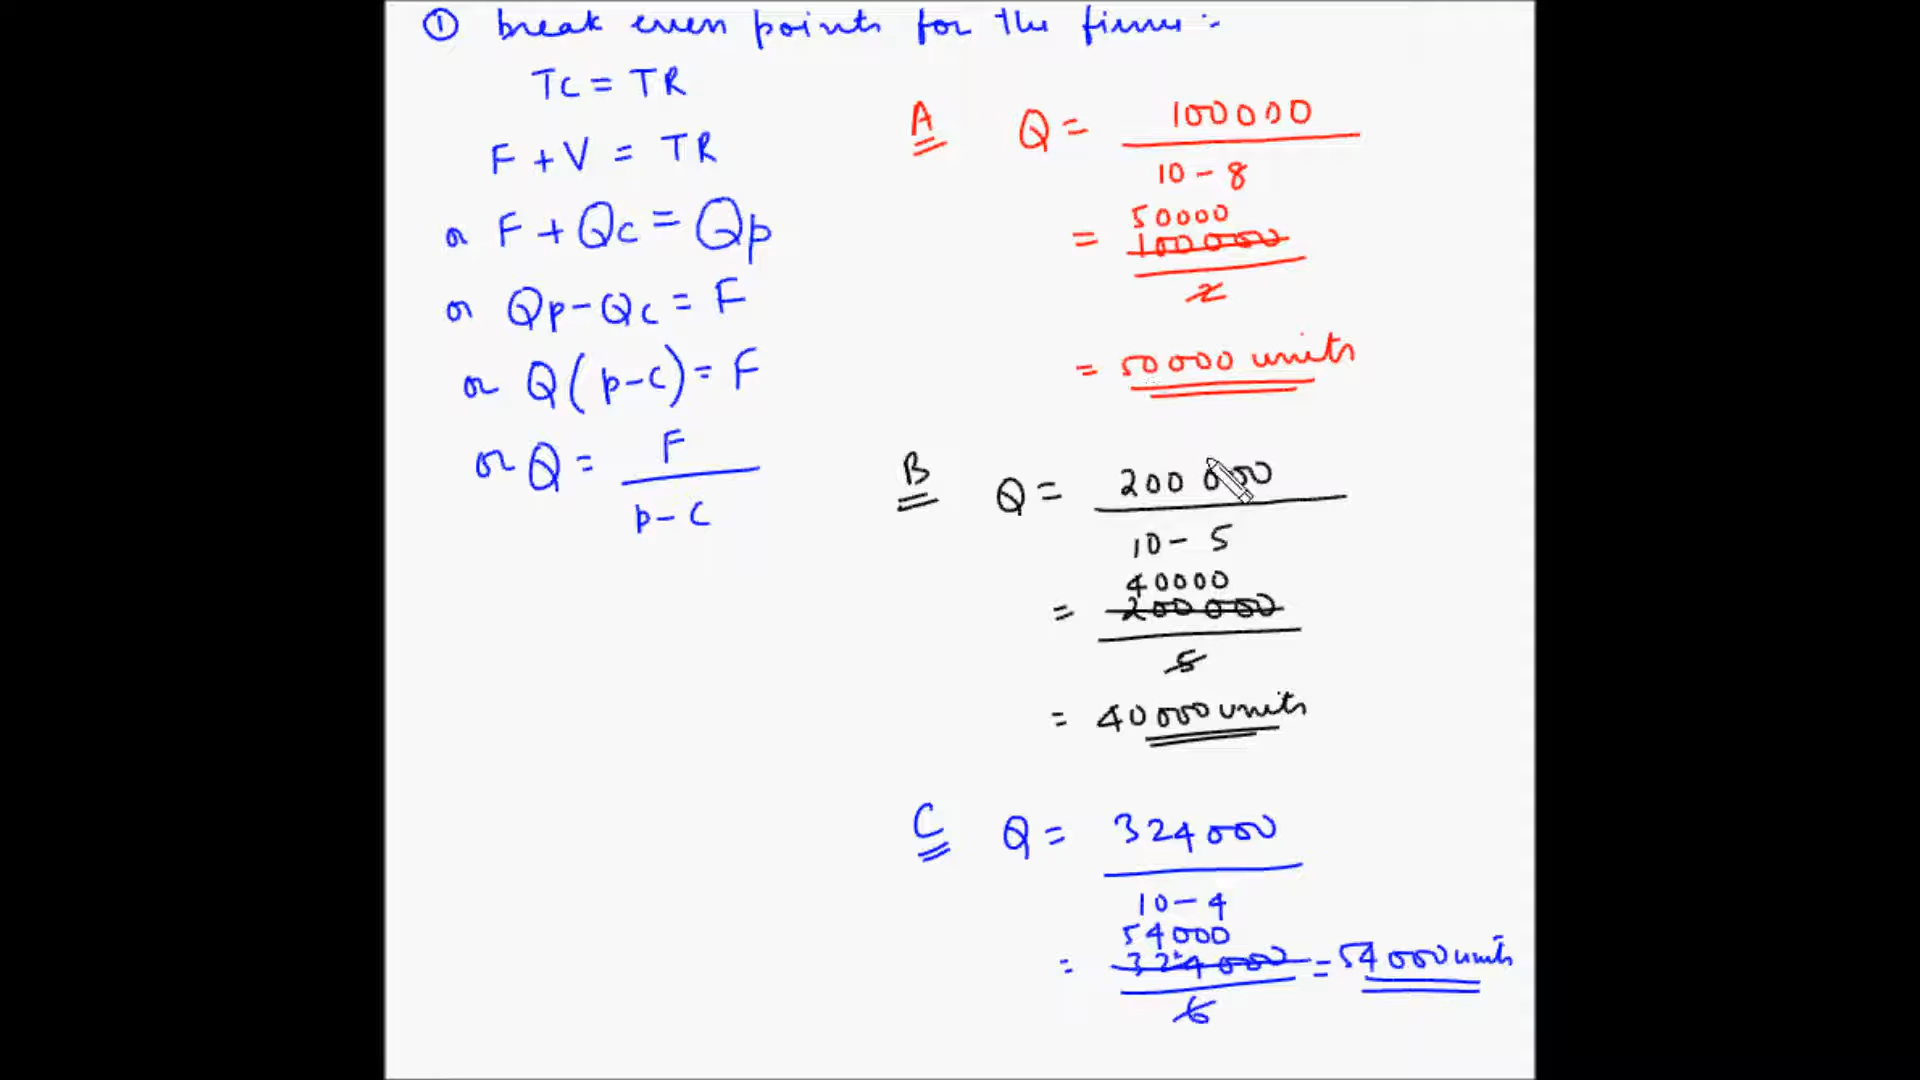 ① break even points for the firms :-
TC = TR
F + V = TR
or F + Qc = Qp
or Qp - Qc = F
or Q(p-c) = F
or Q = F
p-c
A Q = 100000
10-8
50000
= 100000
2
= 50000 units
B Q = 200000
10-5
40000
= 200000
5
= 40000 units
C Q = 324000
10-4
54000
= 324000 = 54000 units
6